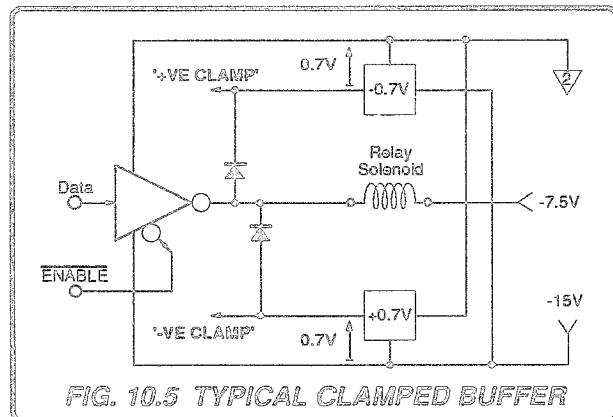 0.7V
'+VE CLAMP'
-0.7V
2
Relay
Solenoid
Data
-7.5V
ENABLE
-15V
'-VE CLAMP'
+0.7V
0.7V
FIG. 10.5 TYPICAL CLAMPED BUFFER